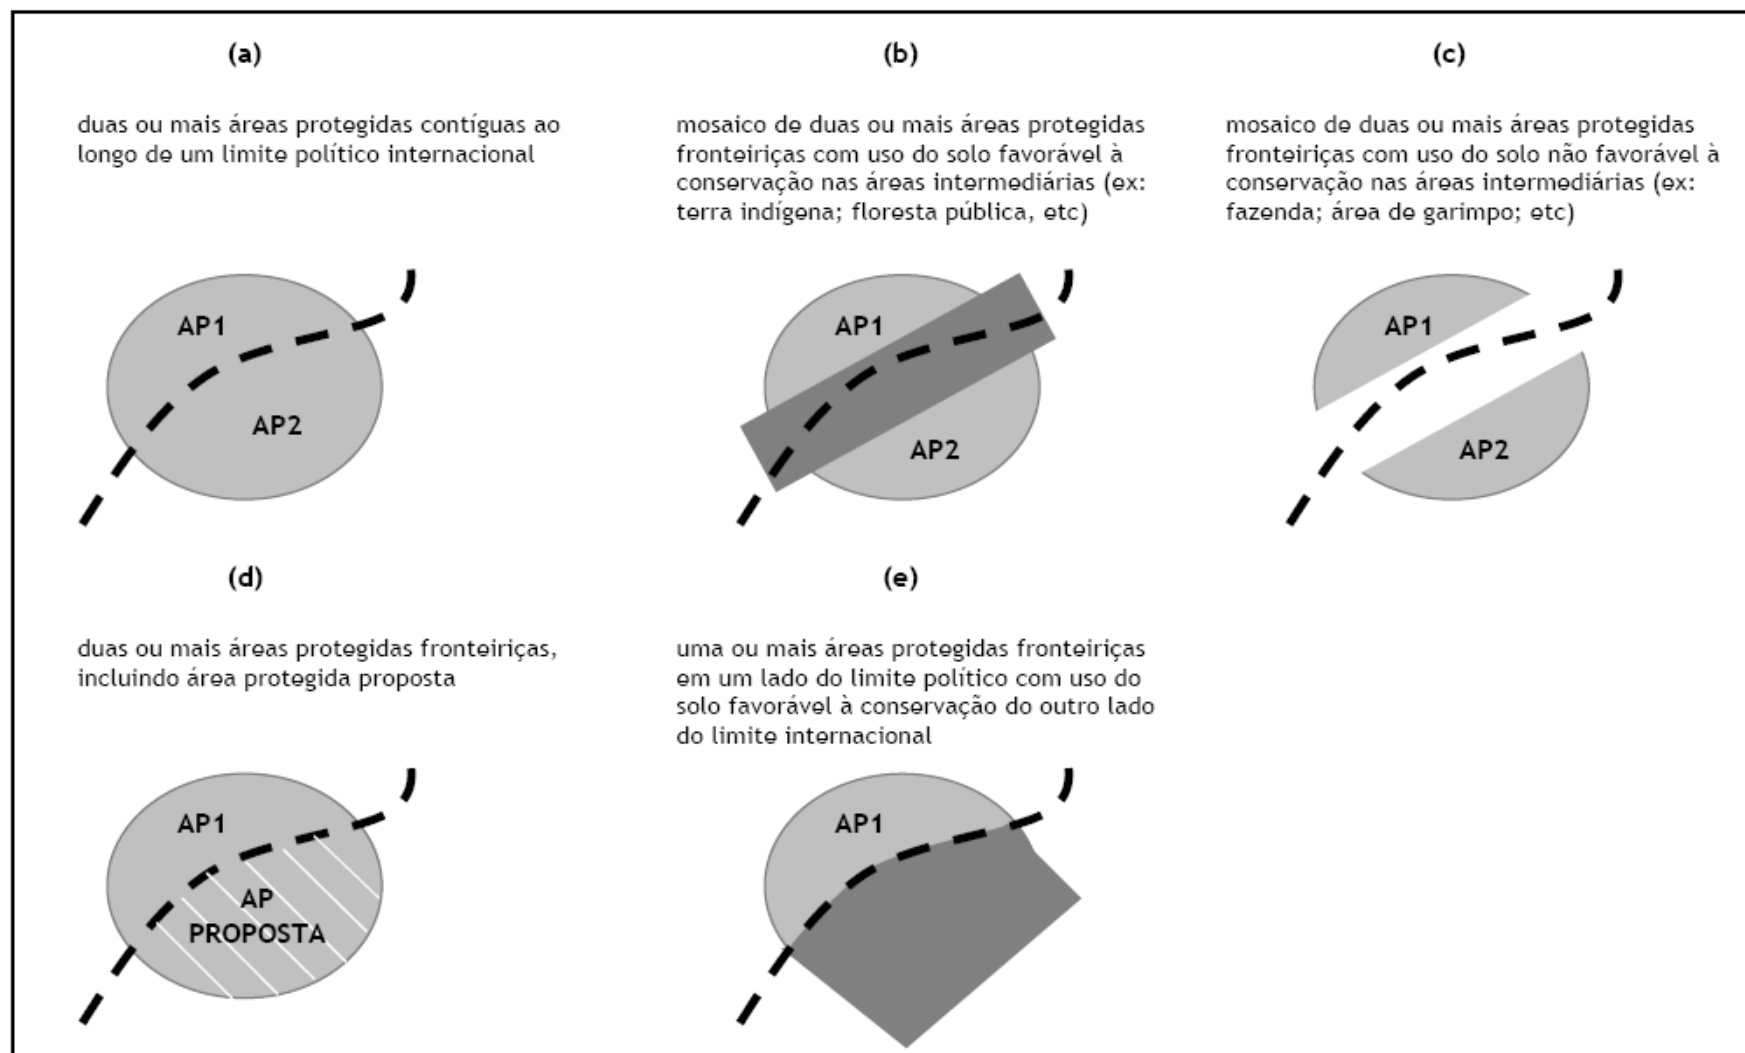 (a)
duas ou mais áreas protegidas contíguas ao
longo de um limite político internacional
AP1
AP2
(b)
mosaico de duas ou mais áreas protegidas
fronteiriças com uso do solo favorável à
conservação nas áreas intermediárias (ex:
terra indígena; floresta pública, etc)
AP1
AP2
(c)
mosaico de duas ou mais áreas protegidas
fronteiriças com uso do solo não favorável à
conservação nas áreas intermediárias (ex:
fazenda; área de garimpo; etc)
AP1
AP2
(d)
duas ou mais áreas protegidas fronteiriças,
incluindo área protegida proposta
AP1
AP
PROPOSTA
(e)
uma ou mais áreas protegidas fronteiriças
em um lado do limite político com uso do
solo favorável à conservação do outro lado
do limite internacional
AP1